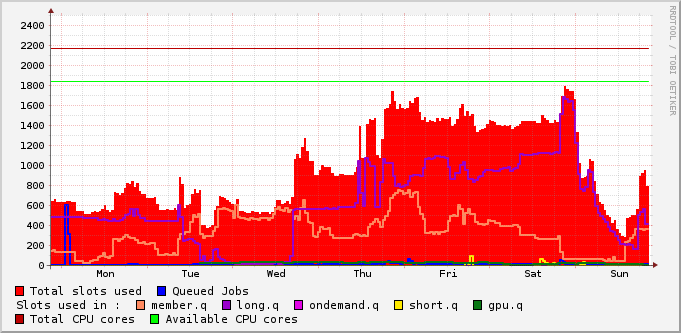 RRDTOOL / TOBI OETIKER
2400
2200
2000
1800
1600
1400
1200
1000
800
600
400
200
0
Mon Tue Wed Thu Fri Sat Sun
Total slots used Queued Jobs
Slots used in : member.q long.q ondemand.q short.q gpu.q
Total CPU cores Available CPU cores